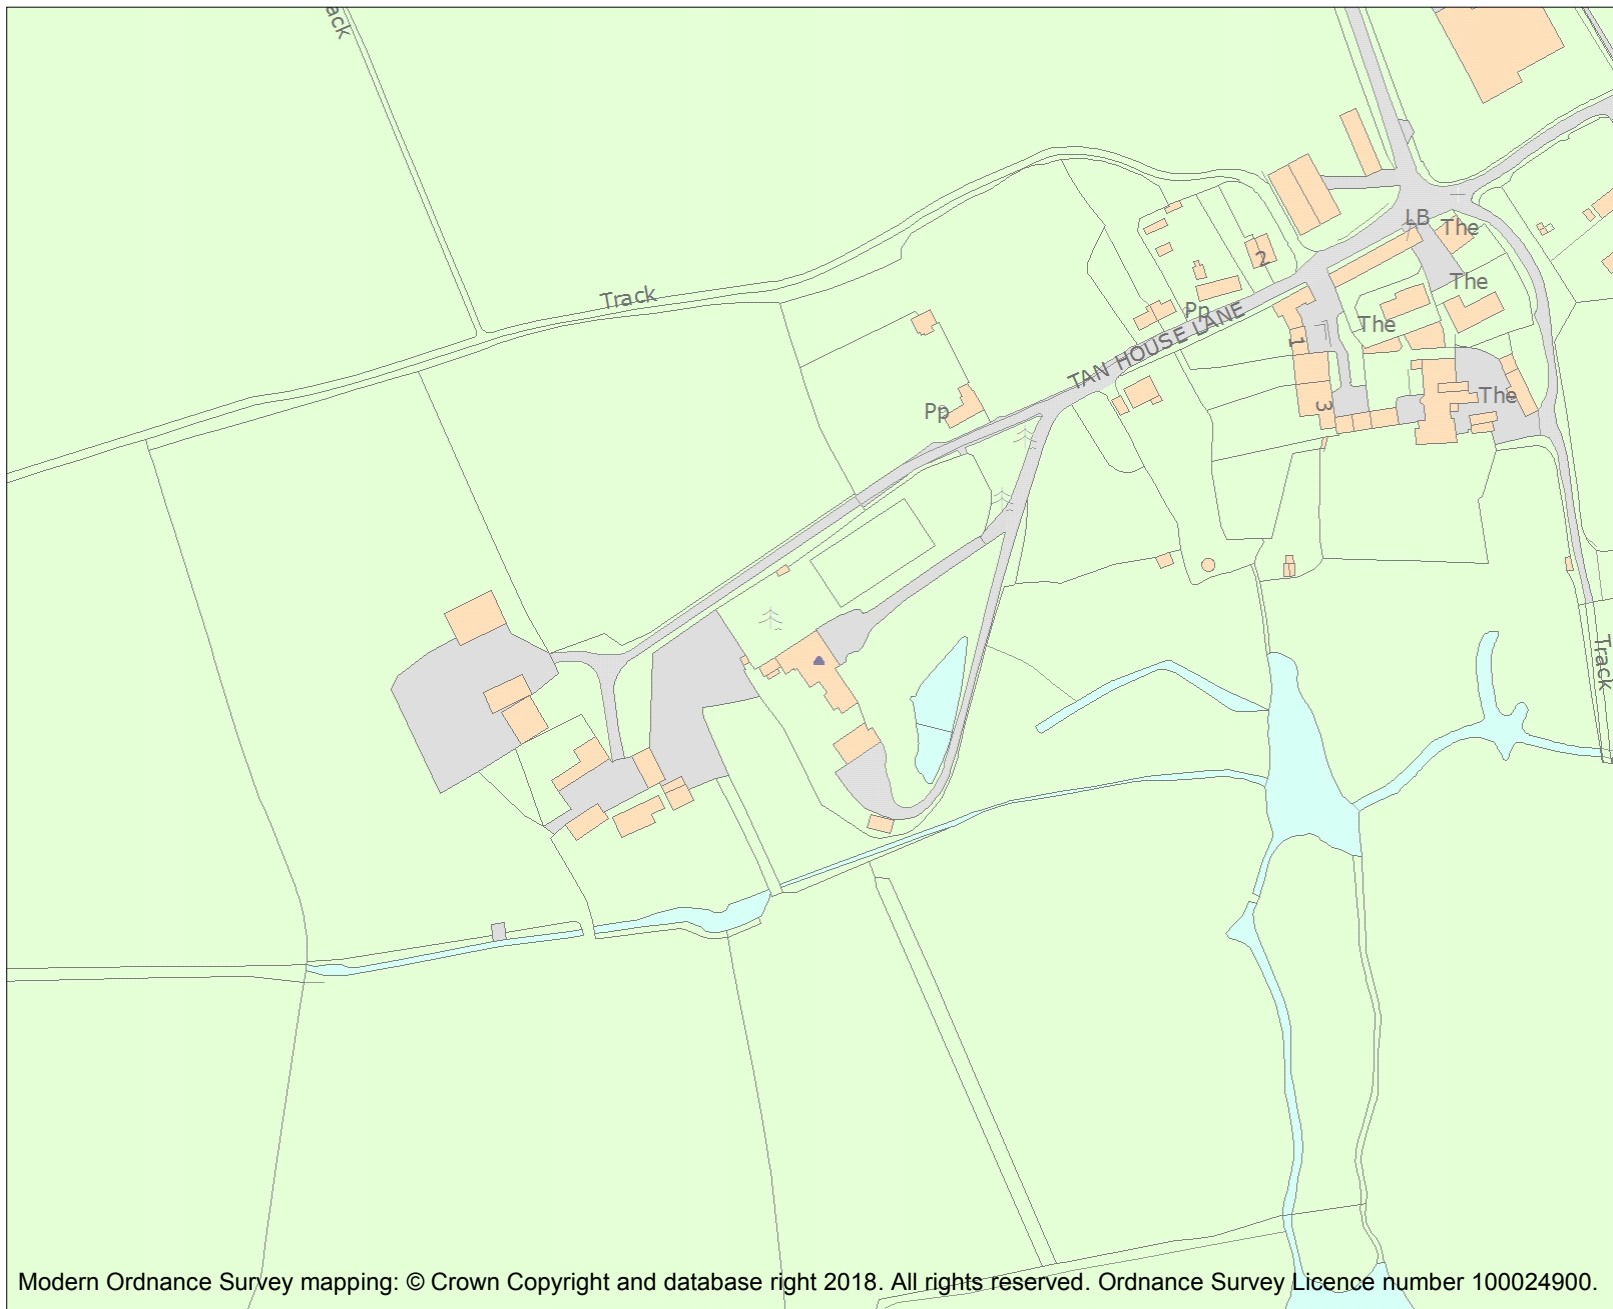 ack
Track
LB
The
2
The
Pp
TAN HOUSE LANE
The
1
The
3
Pp
Track
Modern Ordnance Survey mapping: © Crown Copyright and database right 2018. All rights reserved. Ordnance Survey Licence number 100024900.